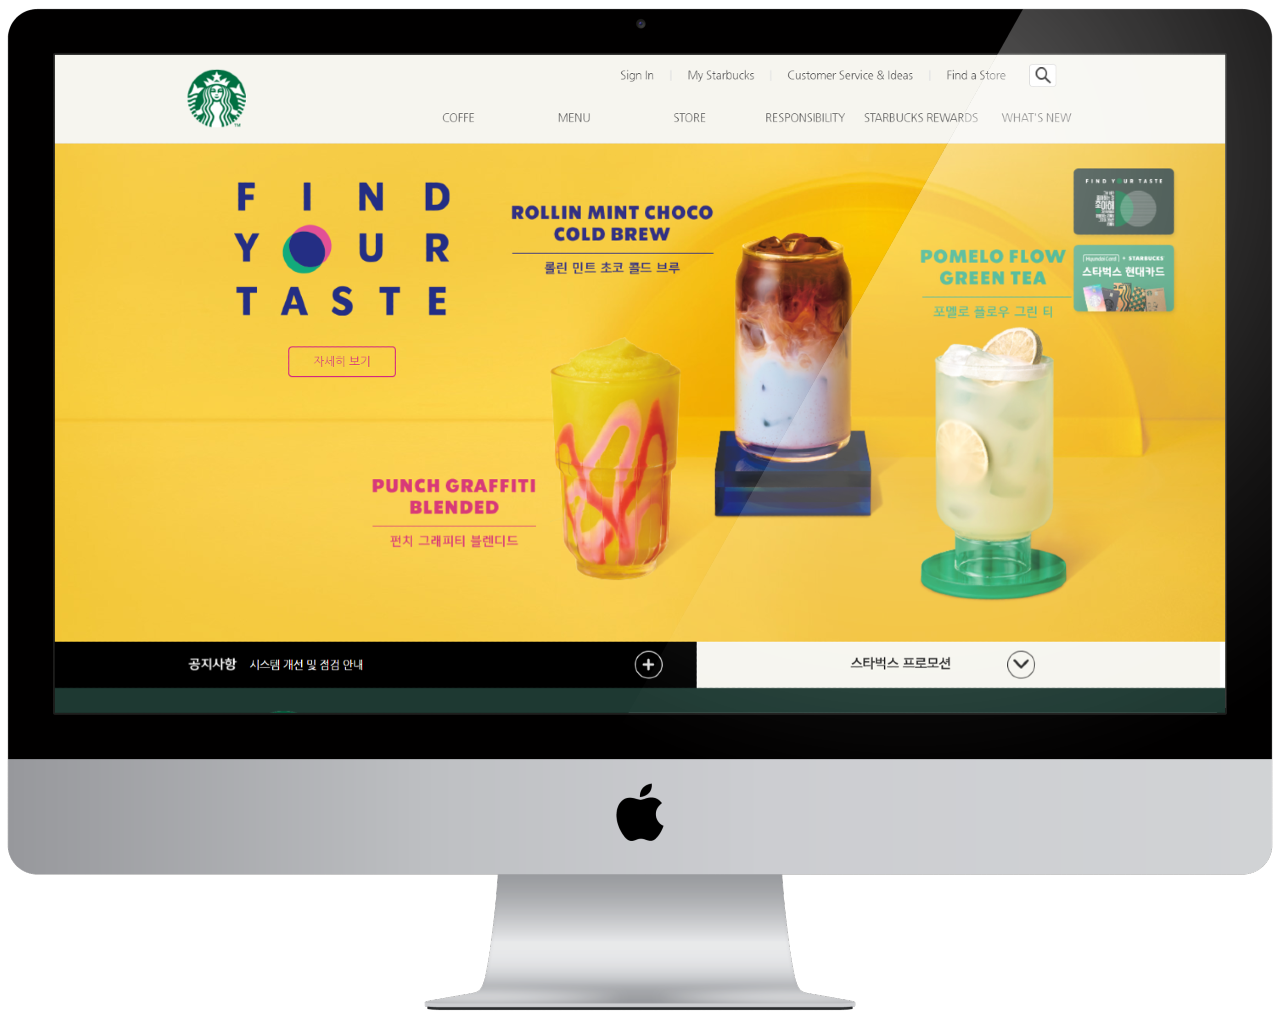 Sign In
My Starbucks
Customer Service & Ideas
Find a Store
COFFE
MENU
STORE
RESPONSIBILITY
STARBUCKS REWARDS
WHAT'S NEW
FIND
YOUR
TASTE
자세히 보기
ROLLIN MINT CHOCO
COLD BREW
롤린 민트 초코 콜드 브루
POMELO FLOW
GREEN TEA
포멜로 플로우 그린 티
FIND YOUR TASTE
HyundaiCard + STARBUCKS
스타벅스 현대카드
PUNCH GRAFFITI
BLENDED
펀치 그래피티 블렌디드
공지사항
시스템 개선 및 점검 안내
스타벅스 프로모션